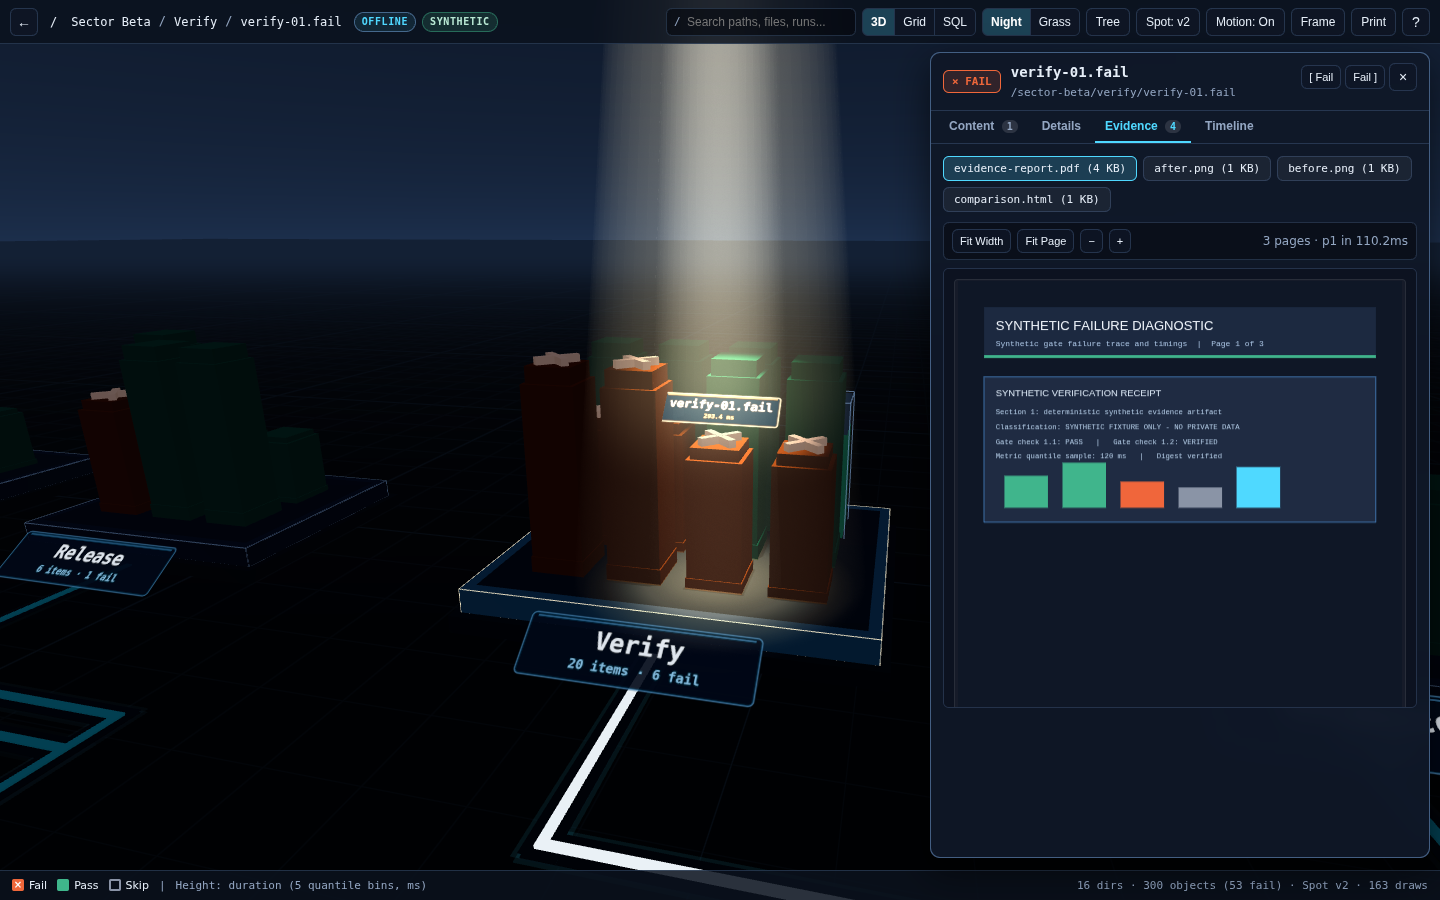 ← / Sector Beta / Verify / verify-01.fail OFFLINE SYNTHETIC
/ Search paths, files, runs... 3D Grid SQL Night Grass Tree Spot: v2 Motion: On Frame Print ?
× FAIL verify-01.fail [ Fail Fail ] ×
/sector-beta/verify/verify-01.fail
Content 1 Details Evidence 4 Timeline
evidence-report.pdf (4 KB) after.png (1 KB) before.png (1 KB)
comparison.html (1 KB)
Fit Width Fit Page − + 3 pages · p1 in 110.2ms
SYNTHETIC FAILURE DIAGNOSTIC
Synthetic gate failure trace and timings | Page 1 of 3
SYNTHETIC VERIFICATION RECEIPT
Section 1: deterministic synthetic evidence artifact
Classification: SYNTHETIC FIXTURE ONLY - NO PRIVATE DATA
Gate check 1.1: PASS | Gate check 1.2: VERIFIED
Metric quantile sample: 120 ms | Digest verified
verify-01.fail
Release
6 items · 1 fail
Verify
20 items · 6 fail
× Fail Pass Skip | Height: duration (5 quantile bins, ms)
16 dirs · 300 objects (53 fail) · Spot v2 · 163 draws